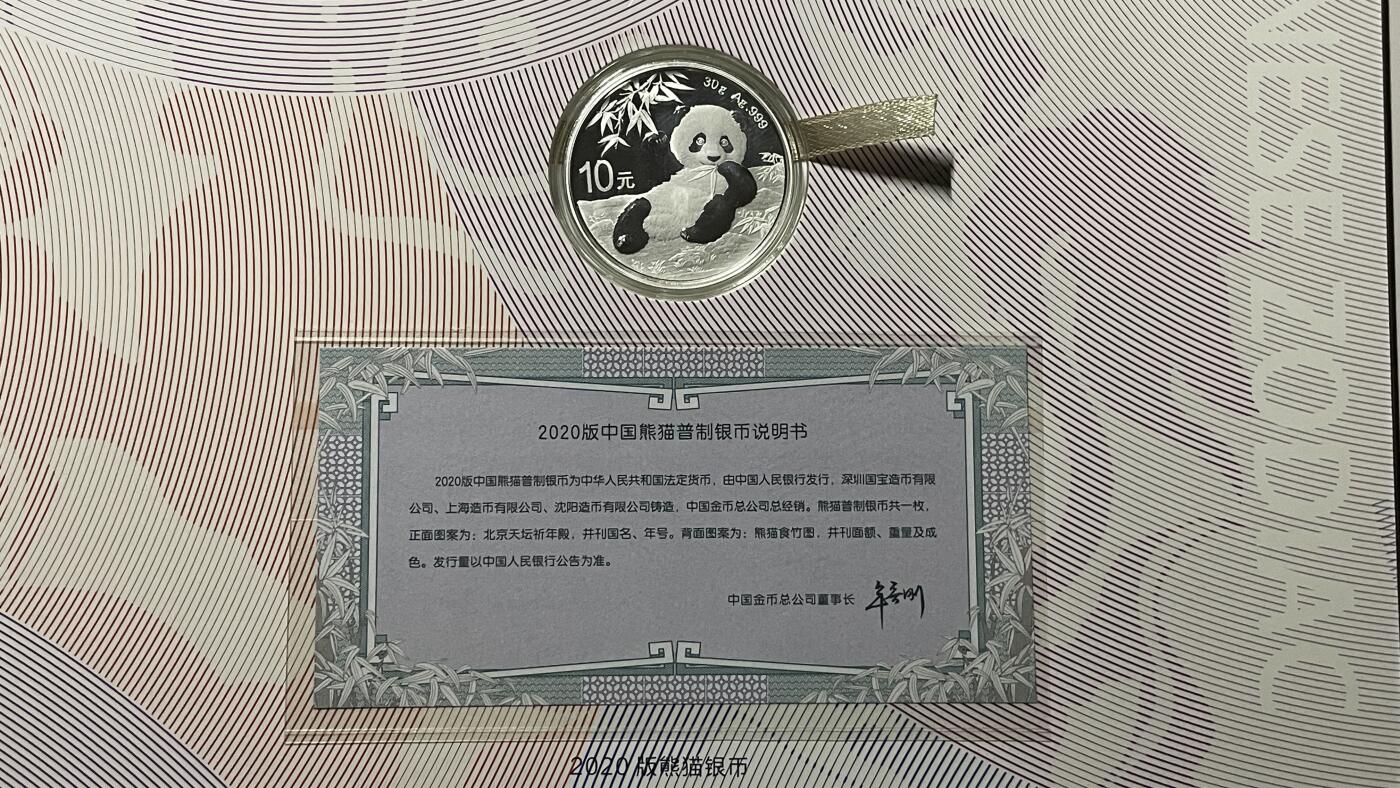 30g Ag.999
10元
2020版中国熊猫普制银币说明书
2020版中国熊猫普制银币为中华人民共和国法定货币，由中国人民银行发行，深圳国宝造币有限
公司、上海造币有限公司、沈阳造币有限公司铸造，中国金币总公司总经销。熊猫普制银币共一枚，
正面图案为：北京天坛祈年殿，并刊国名、年号。背面图案为：熊猫食竹图，并刊面额、重量及成
色。发行量以中国人民银行公告为准。
中国金币总公司董事长
2020 版熊猫银币
NESE ZODIAC